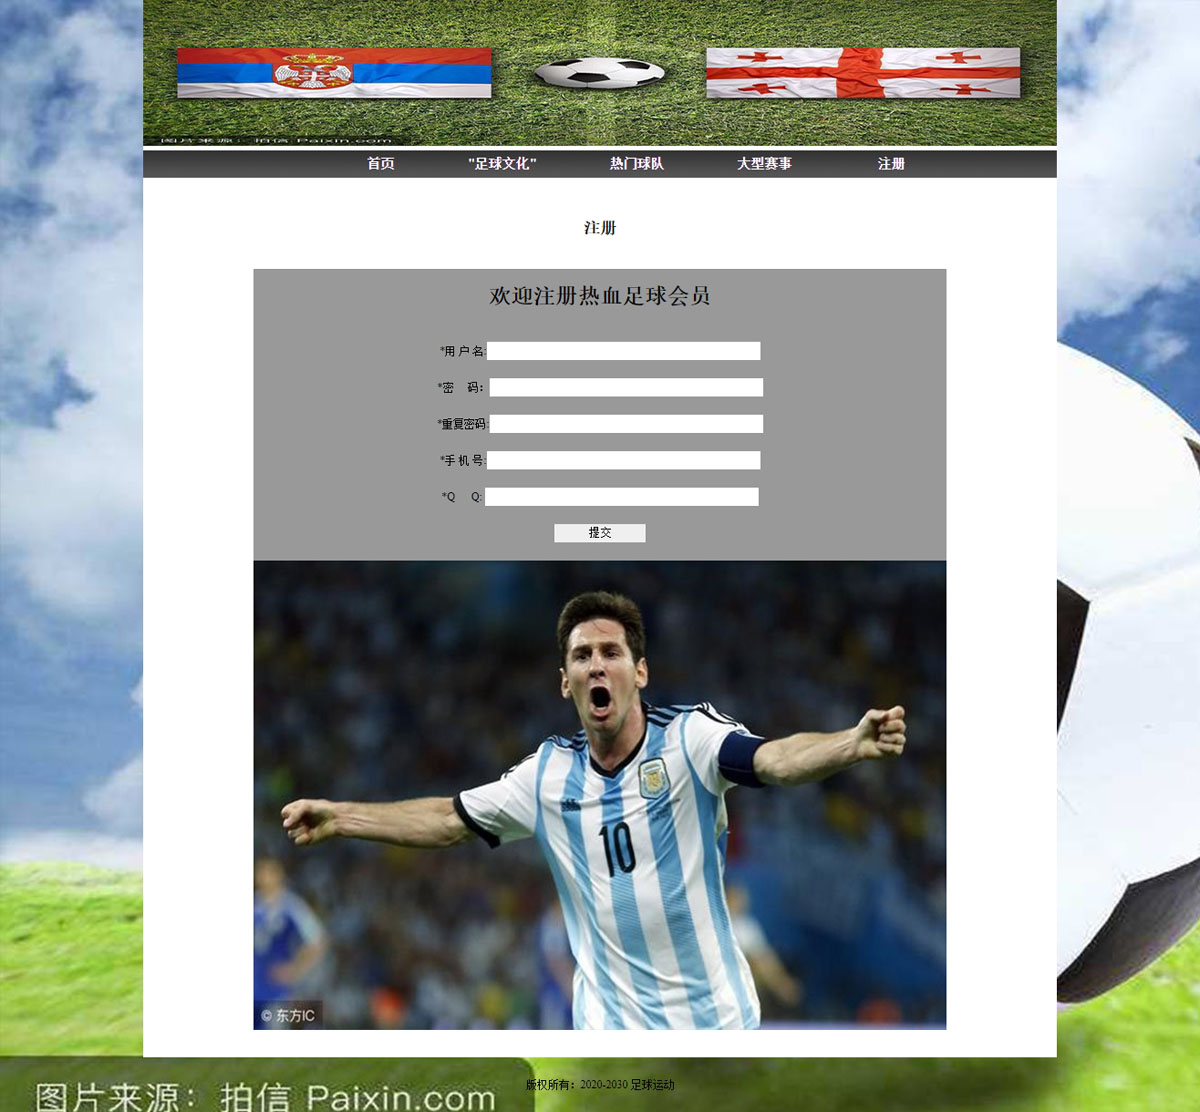 图片来源：拍信 Paixin.com
首页 "足球文化" 热门球队 大型赛事 注册
注册
欢迎注册热血足球会员
*用 户 名:
*密 码：
*重复密码:
*手 机 号:
*Q Q:
提交
10
© 东方IC
版权所有：2020-2030 足球运动
图片来源：拍信 Paixin.com